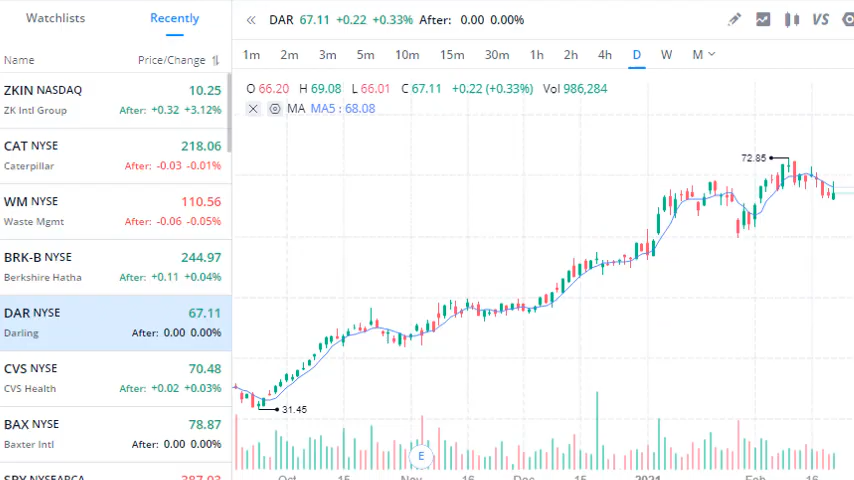 Watchlists Recently
Name Price/Change
ZKIN NASDAQ 10.25
ZK Intl Group After: +0.32 +3.12%
CAT NYSE 218.06
Caterpillar After: -0.03 -0.01%
WM NYSE 110.56
Waste Mgmt After: -0.06 -0.05%
BRK-B NYSE 244.97
Berkshire Hatha After: +0.11 +0.04%
DAR NYSE 67.11
Darling After: 0.00 0.00%
CVS NYSE 70.48
CVS Health After: +0.02 +0.03%
BAX NYSE 78.87
Baxter Intl After: 0.00 0.00%
SPY NYSEARCA 387.03
DAR 67.11 +0.22 +0.33% After: 0.00 0.00%
VS
1m 2m 3m 5m 10m 15m 30m 1h 2h 4h D W M
O 66.20 H 69.08 L 66.01 C 67.11 +0.22 (+0.33%) Vol 986,284
MA MA5 : 68.08
72.85
31.45
E
Oct 15 Nov 16 Dec 15 2021 Feb 16